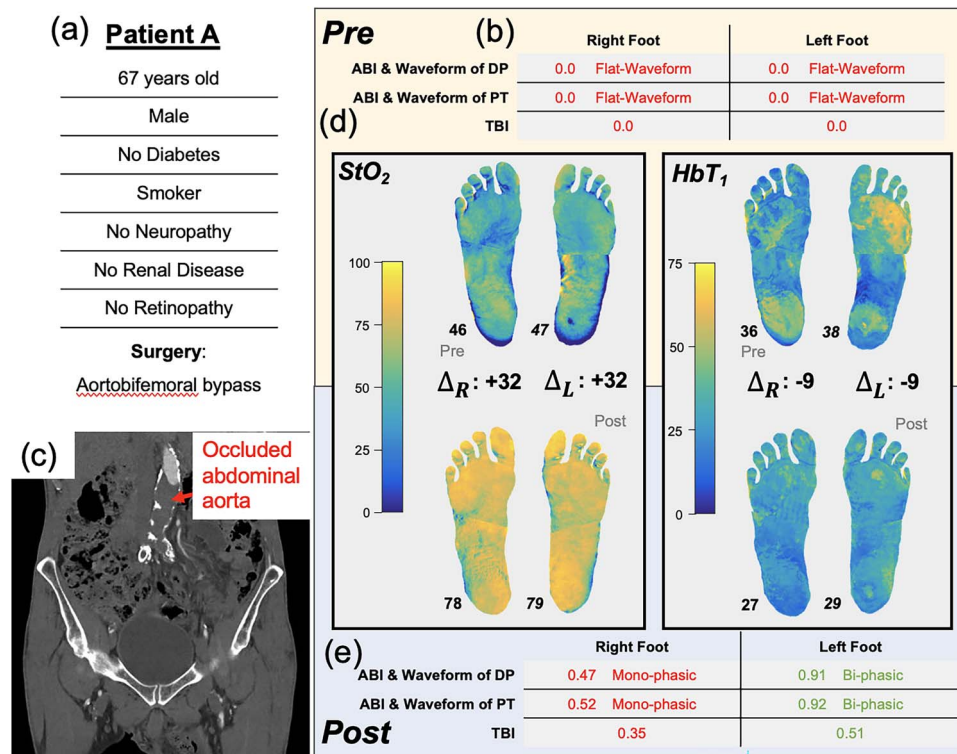 (a)
Patient A
67 years old
Male
No Diabetes
Smoker
No Neuropathy
No Renal Disease
No Retinopathy
Surgery:
Aortobifemoral bypass
(c)
Occluded
abdominal
aorta
Pre
(b)
Right Foot Left Foot
ABI & Waveform of DP 0.0 Flat-Waveform 0.0 Flat-Waveform
ABI & Waveform of PT 0.0 Flat-Waveform 0.0 Flat-Waveform
TBI 0.0 0.0
(d)
StO₂
100
75
50
25
0
46 47
Pre
Δ_R: +32 Δ_L: +32
Post
78 79
HbT₁
75
50
25
0
36 38
Pre
Δ_R: -9 Δ_L: -9
Post
27 29
(e)
Right Foot Left Foot
ABI & Waveform of DP 0.47 Mono-phasic 0.91 Bi-phasic
ABI & Waveform of PT 0.52 Mono-phasic 0.92 Bi-phasic
TBI 0.35 0.51
Post